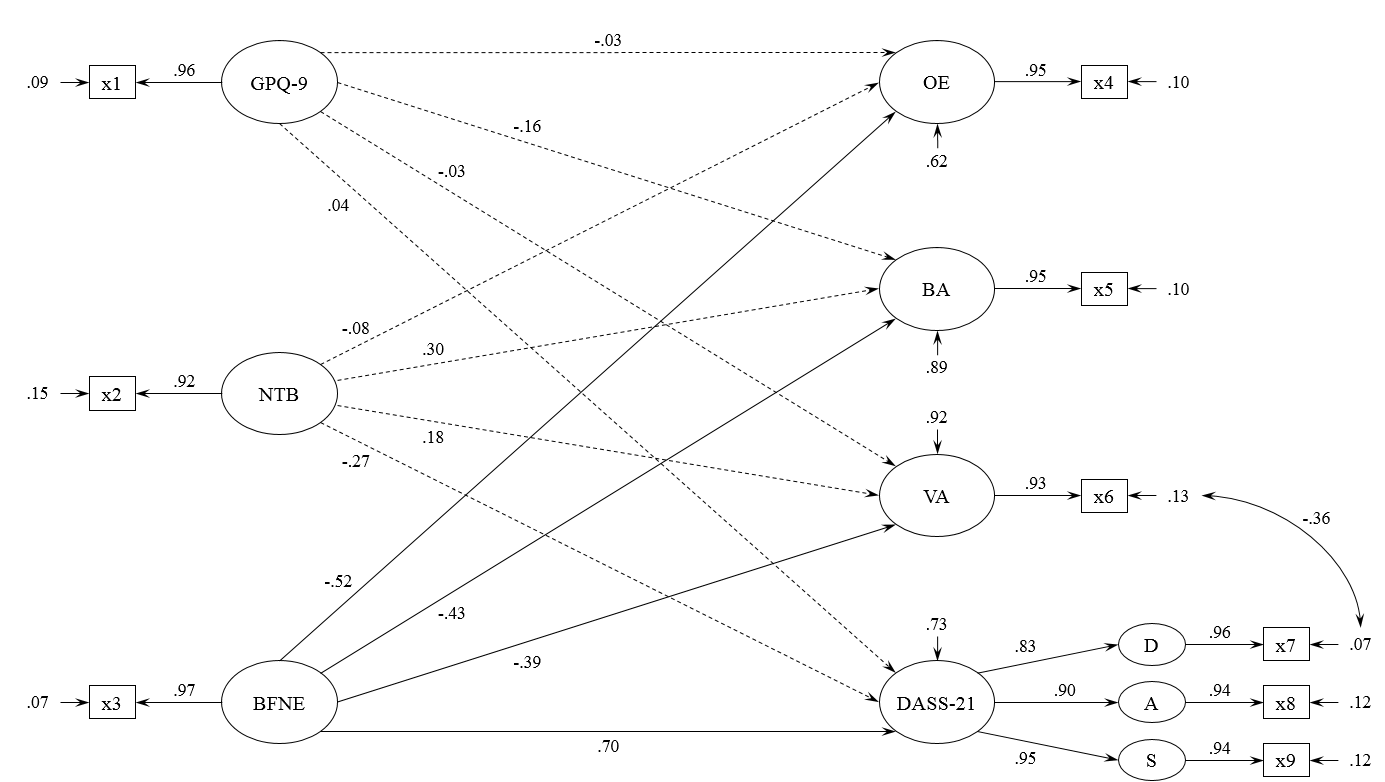 -.03
.09 x1 .96 GPQ-9 OE .95 x4 .10
-.16
.62
-.03
.04
BA .95 x5 .10
-.08
.30
.89
.15 x2 .92 NTB
.92
.18
-.27
VA .93 x6 .13
-.36
-.52
-.43
.73
.83 D .96 x7 .07
-.39
.07 x3 .97 BFNE DASS-21 .90 A .94 x8 .12
.70
.95 S .94 x9 .12